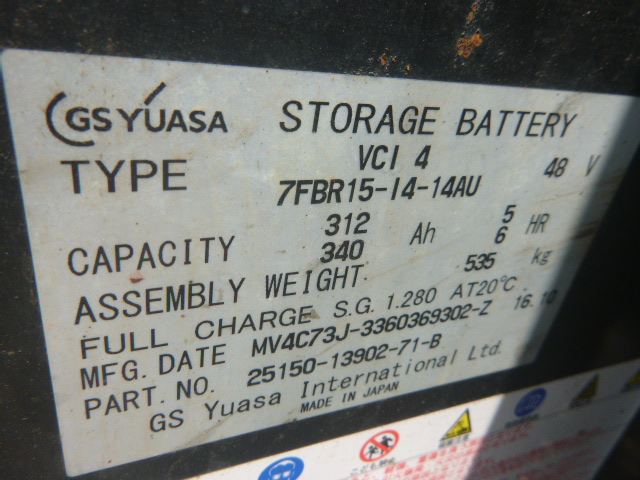 GS YUASA STORAGE BATTERY
TYPE VCI 4 48 V
7FBR15-I4-14AU
CAPACITY 312 Ah 5 HR
340 6
ASSEMBLY WEIGHT 535 kg
FULL CHARGE S.G. 1.280 AT20℃
MFG. DATE MV4C73J-3360369302-Z 16.10
PART. NO. 25150-13902-71-B
GS Yuasa International Ltd.
MADE IN JAPAN